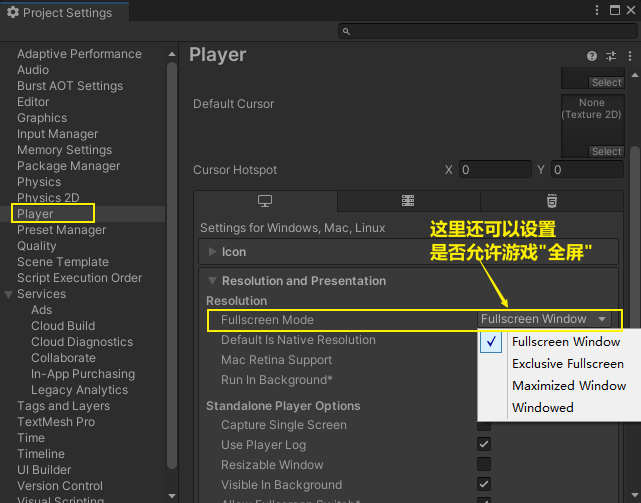 Project Settings
Adaptive Performance
Audio
Burst AOT Settings
Editor
Graphics
Input Manager
Memory Settings
Package Manager
Physics
Physics 2D
Player
Preset Manager
Quality
Scene Template
Script Execution Order
Services
Ads
Cloud Build
Cloud Diagnostics
Collaborate
In-App Purchasing
Legacy Analytics
Tags and Layers
TextMesh Pro
Time
Timeline
UI Builder
Version Control
Visual Scripting
Player
Select
Default Cursor
None
(Texture 2D)
Select
Cursor Hotspot X 0 Y 0
Settings for Windows, Mac, Linux
这里还可以设置
是否允许游戏"全屏"
Icon
Resolution and Presentation
Resolution
Fullscreen Mode Fullscreen Window
Default Is Native Resolution
Mac Retina Support
Run In Background*
Fullscreen Window
Exclusive Fullscreen
Maximized Window
Windowed
Standalone Player Options
Capture Single Screen
Use Player Log
Resizable Window
Visible In Background
Allow Fullscreen Switch*